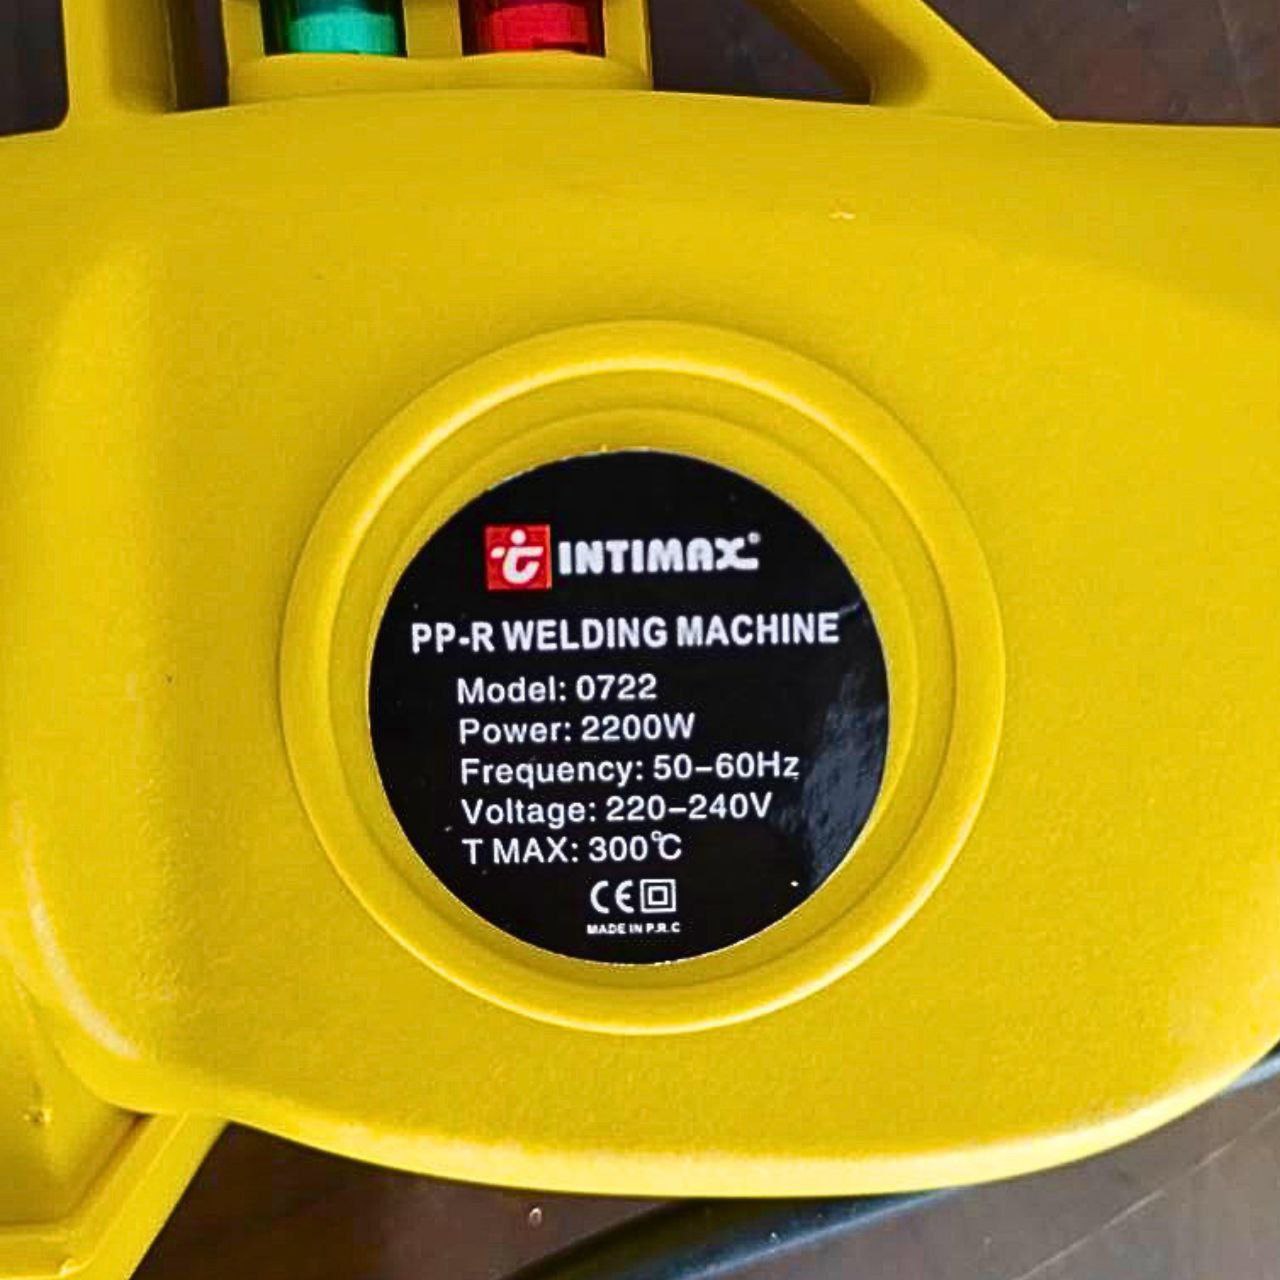 INTIMAX®
PP-R WELDING MACHINE
Model: 0722
Power: 2200W
Frequency: 50-60Hz
Voltage: 220-240V
T MAX: 300℃
CE
MADE IN P.R.C